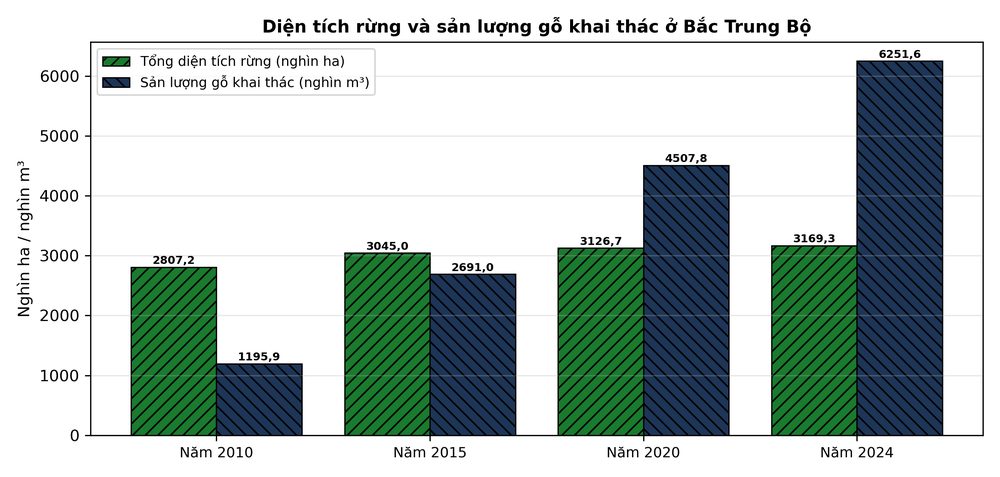 Diện tích rừng và sản lượng gỗ khai thác ở Bắc Trung Bộ
Tổng diện tích rừng (nghìn ha)
Sản lượng gỗ khai thác (nghìn m³)
Nghìn ha / nghìn m³
6000
5000
4000
3000
2000
1000
0
2807,2
1195,9
3045,0
2691,0
3126,7
4507,8
3169,3
6251,6
Năm 2010
Năm 2015
Năm 2020
Năm 2024